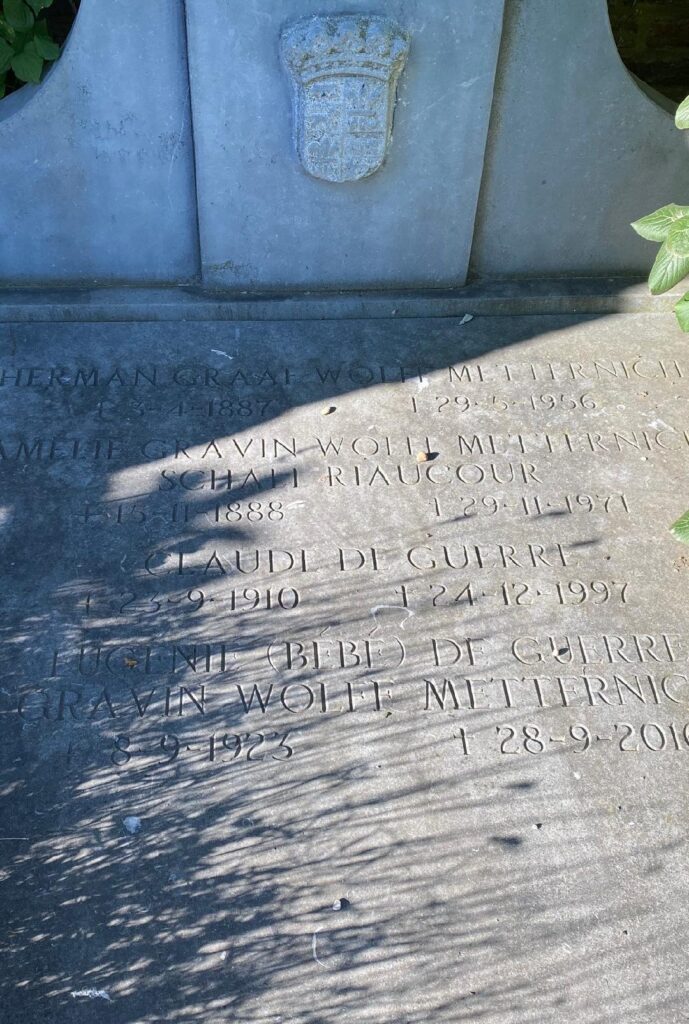 HERMAN GRAAF WOLFF METTERNICH
† 3-4-1887 † 29-5-1956
AMELIE GRAVIN WOLFF METTERNICH
SCHALL RIAUCOUR
† 15-11-1888 † 29-11-1971
CLAUDE DE GUERRE
† 23-9-1910 † 24-12-1997
EUGENIE (BÉBÉ) DE GUERRE
GRAVIN WOLFF METTERNICH
† 8-9-1923 † 28-9-2010